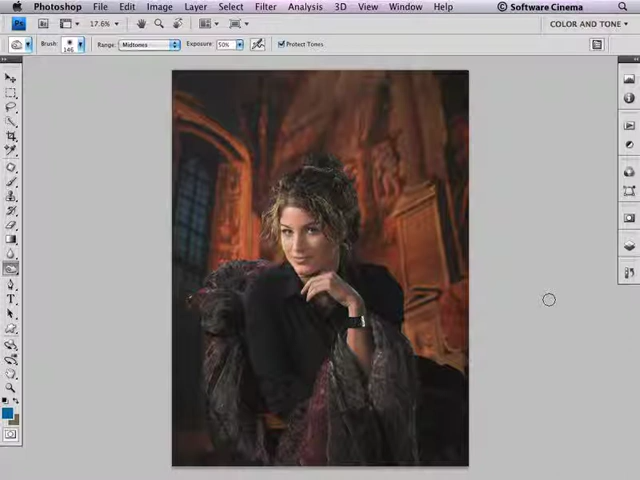 Photoshop File Edit Image Layer Select Filter Analysis 3D View Window Help © Software Cinema
Ps 17.6% COLOR AND TONE
Brush: 146 Range: Midtones Exposure: 50% Protect Tones
T